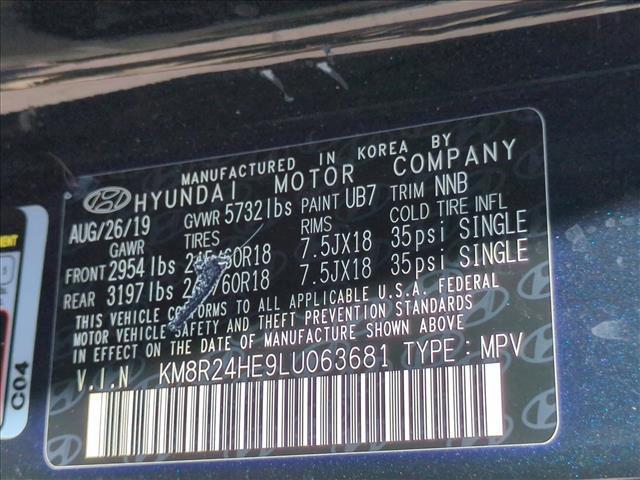 MANUFACTURED IN KOREA BY
HYUNDAI MOTOR COMPANY
AUG/26/19 GVWR 5732lbs PAINT UB7 TRIM NNB
GAWR TIRES RIMS COLD TIRE INFL
FRONT 2954 lbs 7.5JX18 35psi SINGLE
REAR 3197lbs 7.5JX18 35psi SINGLE
THIS VEHICLE CONFORMS TO ALL APPLICABLE U.S.A. FEDERAL
MOTOR VEHICLE SAFETY AND THEFT PREVENTION STANDARDS
IN EFFECT ON THE DATE OF MANUFACTURE SHOWN ABOVE
V.I.N KM8R24HE9LU063681 TYPE : MPV
C04